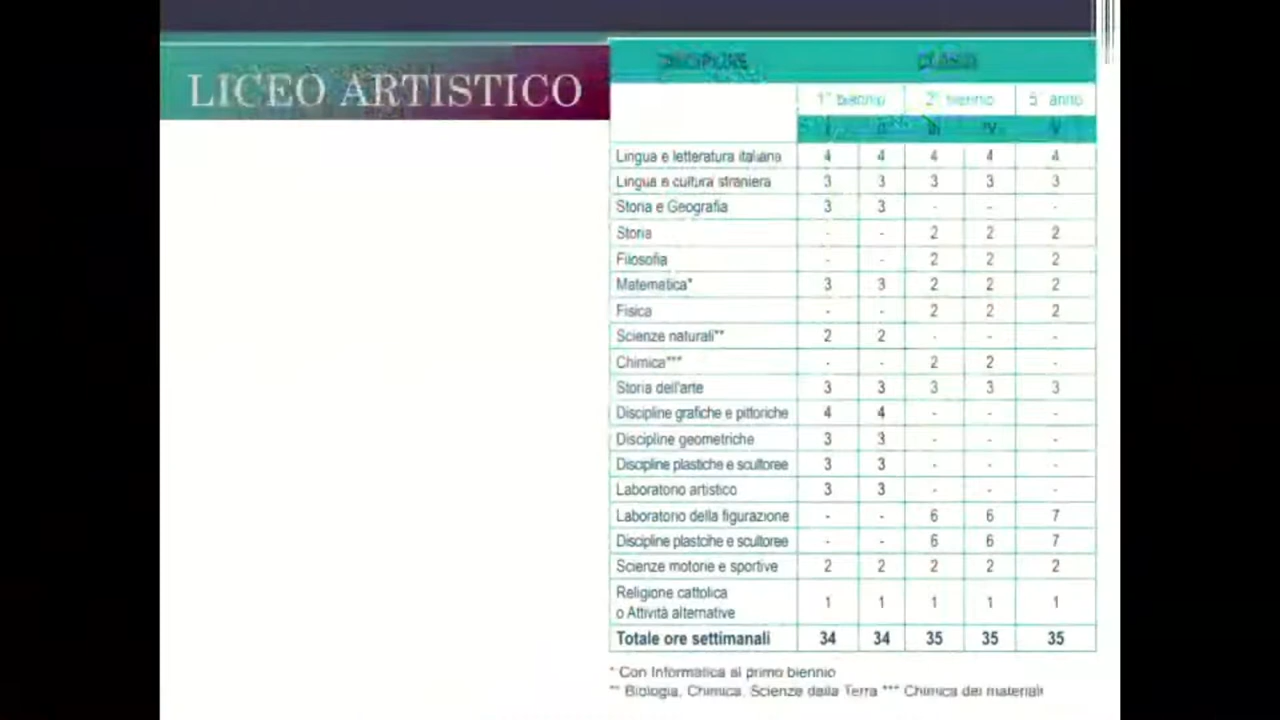 LICEO ARTISTICO
DISCIPLINE CLASSI
1° biennio 2° biennio 5° anno
I II III IV V
Lingua e letteratura italiana 4 4 4 4 4
Lingua e cultura straniera 3 3 3 3 3
Storia e Geografia 3 3 - - -
Storia - - 2 2 2
Filosofia - - 2 2 2
Matematica* 3 3 2 2 2
Fisica - - 2 2 2
Scienze naturali** 2 2 - - -
Chimica*** - - 2 2 -
Storia dell'arte 3 3 3 3 3
Discipline grafiche e pittoriche 4 4 - - -
Discipline geometriche 3 3 - - -
Discipline plastiche e scultoree 3 3 - - -
Laboratorio artistico 3 3 - - -
Laboratorio della figurazione - - 6 6 7
Discipline plastcihe e scultoree - - 6 6 7
Scienze motorie e sportive 2 2 2 2 2
Religione cattolica
o Attività alternative 1 1 1 1 1
Totale ore settimanali 34 34 35 35 35
* Con Informatica al primo biennio
** Biologia, Chimica, Scienze della Terra *** Chimica dei materiali